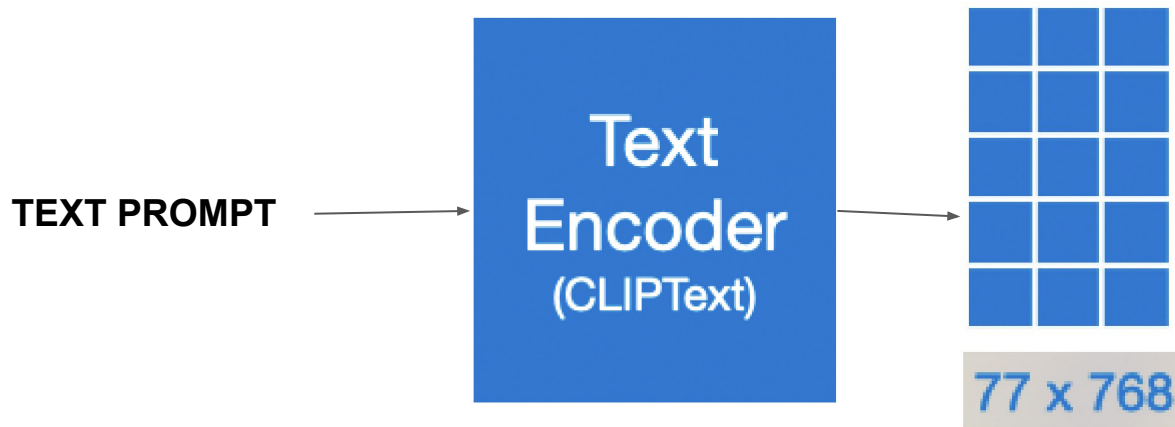 TEXT PROMPT
Text
Encoder
(CLIPText)
77 x 768